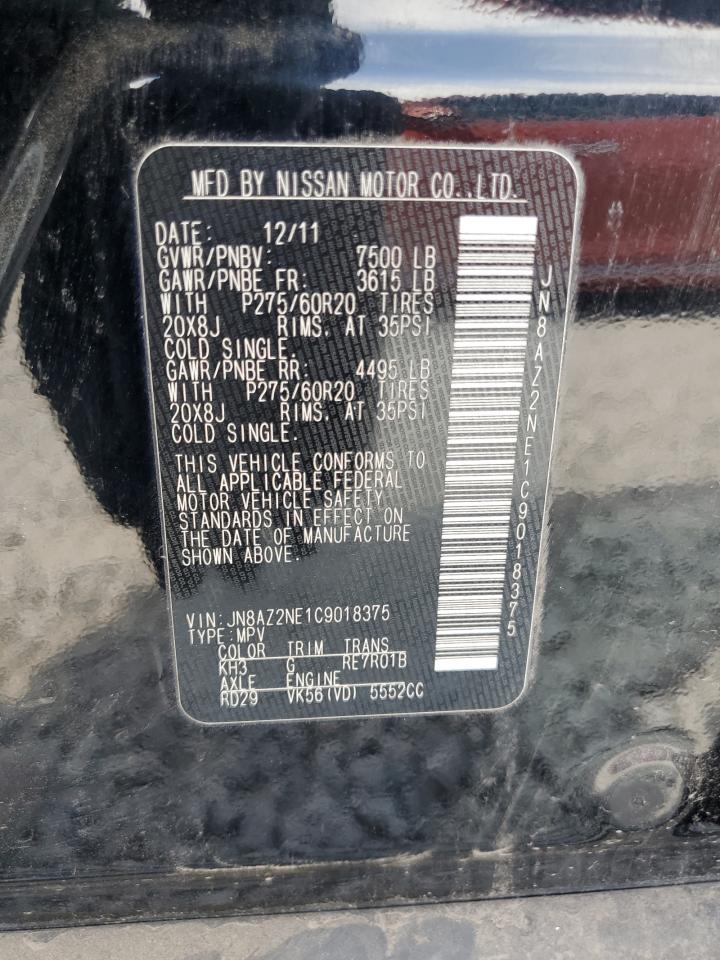 MFD BY NISSAN MOTOR CO.,LTD.
DATE: 12/11
GVWR/PNBV: 7500 LB
GAWR/PNBE FR: 3615 LB
WITH P275/60R20 TIRES
20X8J RIMS, AT 35PSI
COLD SINGLE.
GAWR/PNBE RR: 4495 LB
WITH P275/60R20 TIRES
20X8J RIMS, AT 35PSI
COLD SINGLE.
THIS VEHICLE CONFORMS TO
ALL APPLICABLE FEDERAL
MOTOR VEHICLE SAFETY
STANDARDS IN EFFECT ON
THE DATE OF MANUFACTURE
SHOWN ABOVE.
VIN:JN8AZ2NE1C9018375
TYPE:MPV
COLOR TRIM TRANS
KH3 G RE7R01B
AXLE ENGINE
RD29 VK56(VD) 5552CC
JN8AZ2NE1C9018375